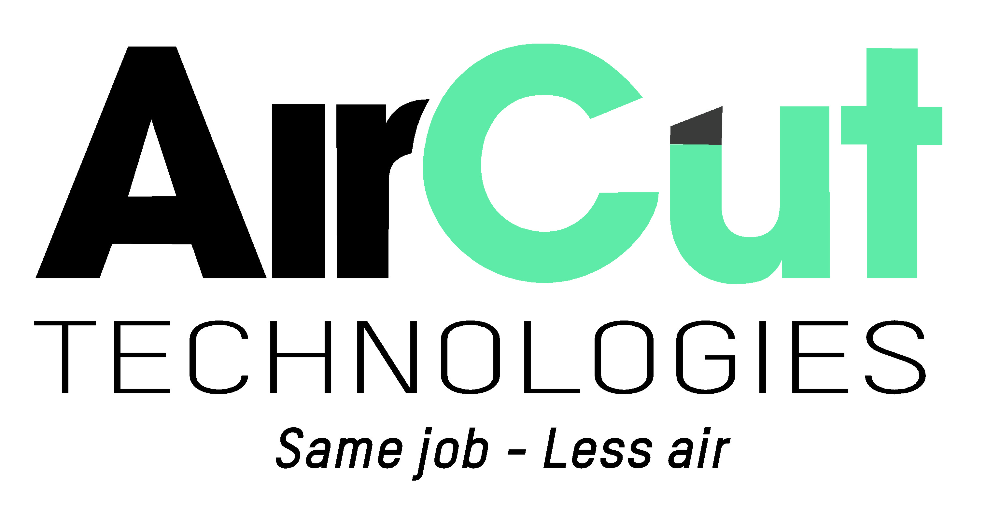 AirCut
TECHNOLOGIES
Same job - Less air